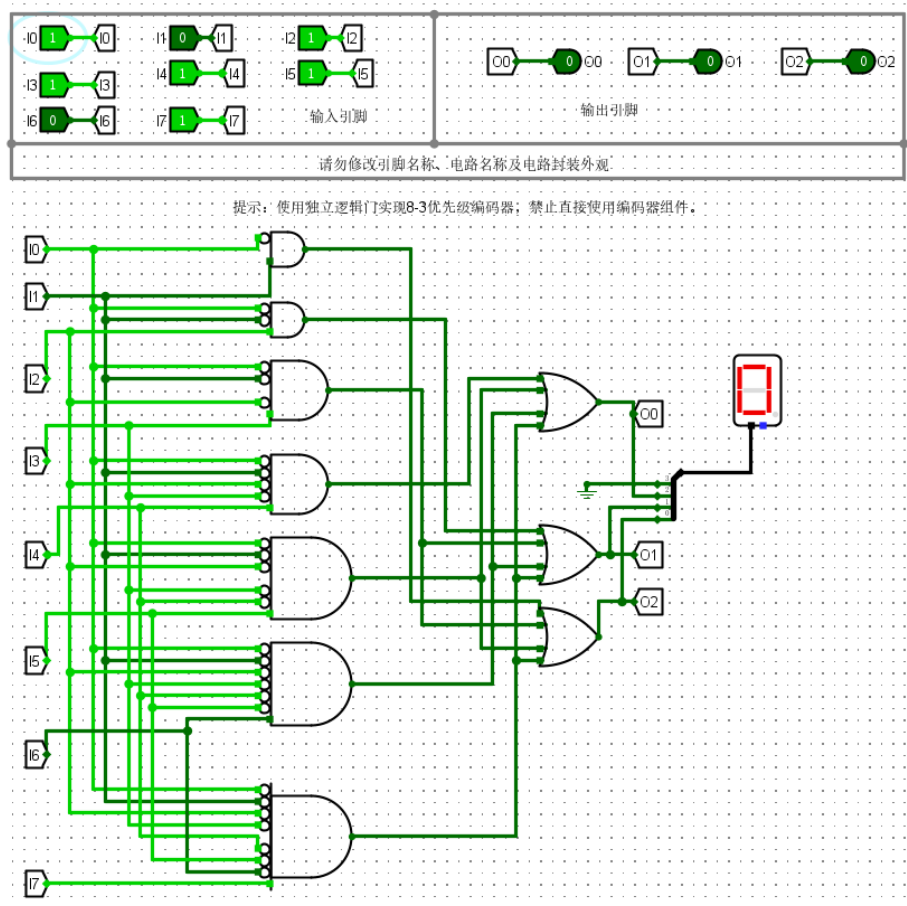 I0 1 I0 I1 0 I1 I2 1 I2
O0 0 O0 O1 0 O1 O2 0 O2
I3 1 I3 I4 1 I4 I5 1 I5
I6 0 I6 I7 1 I7 输入引脚
输出引脚
请勿修改引脚名称、电路名称及电路封装外观
提示：使用独立逻辑门实现8-3优先级编码器；禁止直接使用编码器组件。
I0
I1
I2
I3
O0
I4
O1
O2
I5
I6
I7